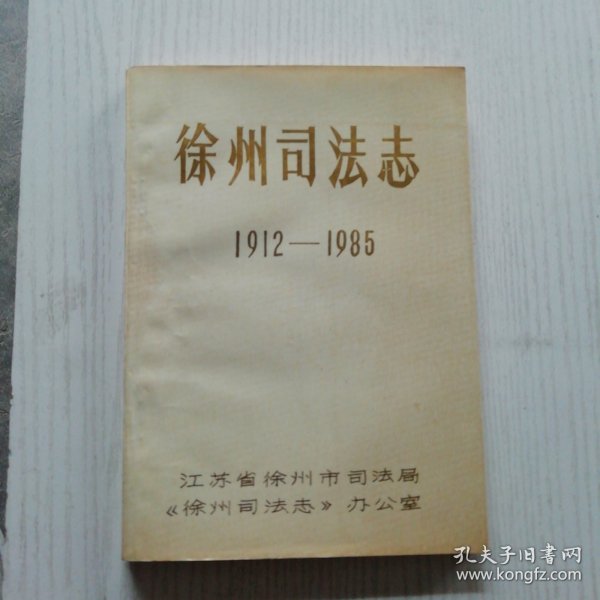 徐州司法志
1912—1985
江苏省徐州市司法局
《徐州司法志》办公室
孔夫子旧书网
www.kongfz.com